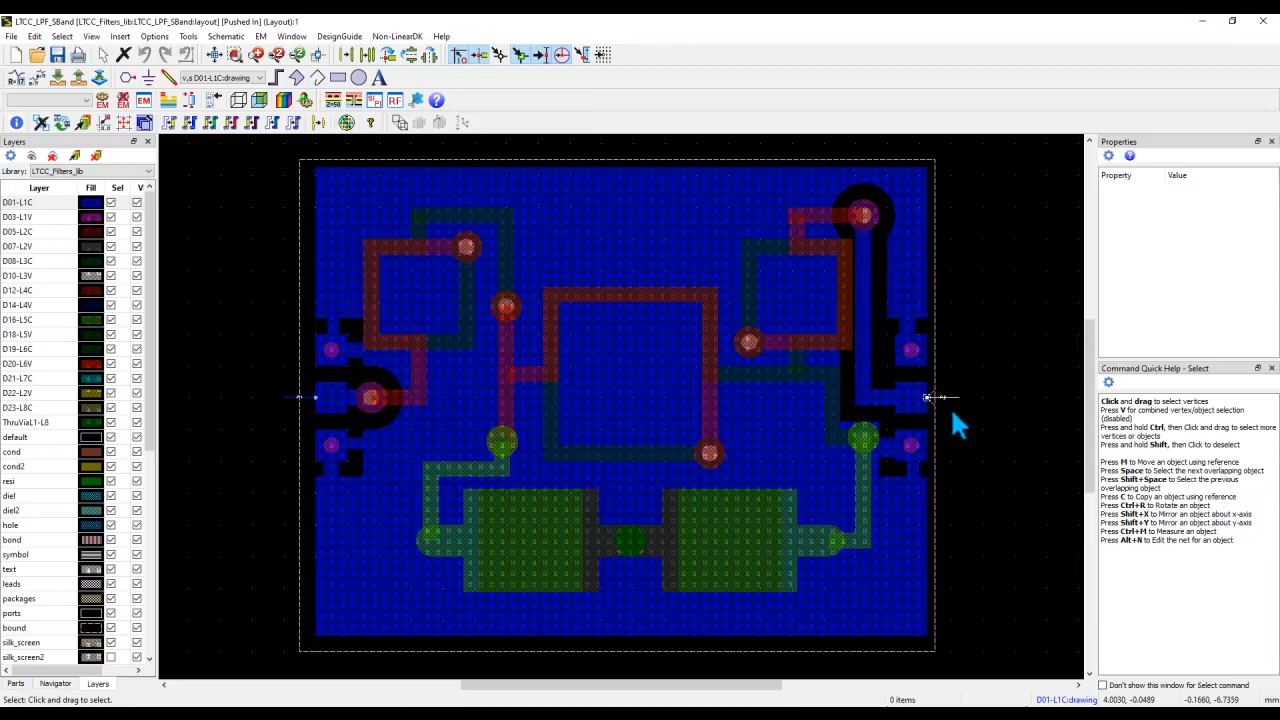 LTCC_LPF_SBand [LTCC_Filters_lib:LTCC_LPF_SBand:layout] [Pushed In] (Layout):1
File Edit Select View Insert Options Tools Schematic EM Window DesignGuide Non-LinearDK Help
v,s D01-L1C:drawing
EM EM EM Z=50 SI PI RF
Layers
Library: LTCC_Filters_lib
Layer Fill Sel V
D01-L1C
D03-L1V
D05-L2C
D07-L2V
D08-L3C
D10-L3V
D12-L4C
D14-L4V
D16-L5C
D18-L5V
D19-L6C
D20-L6V
D21-L7C
D22-L2V
D23-L8C
ThruViaL1-L8
default
cond
cond2
resi
diel
diel2
hole
bond
symbol
text
leads
packages
ports
bound
silk_screen
silk_screen2
Parts Navigator Layers
Properties
Property Value
Command Quick Help - Select
Click and drag to select vertices
Press V for combined vertex/object selection
(disabled)
Press and hold Ctrl, then Click and drag to select more
vertices or objects
Press and hold Shift, then Click to deselect
Press M to Move an object using reference
Press Space to Select the next overlapping object
Press Shift+Space to Select the previous
overlapping object
Press C to Copy an object using reference
Press Ctrl+R to Rotate an object
Press Shift+X to Mirror an object about x-axis
Press Shift+Y to Mirror an object about y-axis
Press Ctrl+M to Measure an object
Press Alt+N to Edit the net for an object
Don't show this window for Select command
Select: Click and drag to select. 0 items D01-L1C:drawing 4.0030, -0.0489 -0.1660, -6.7359 mm